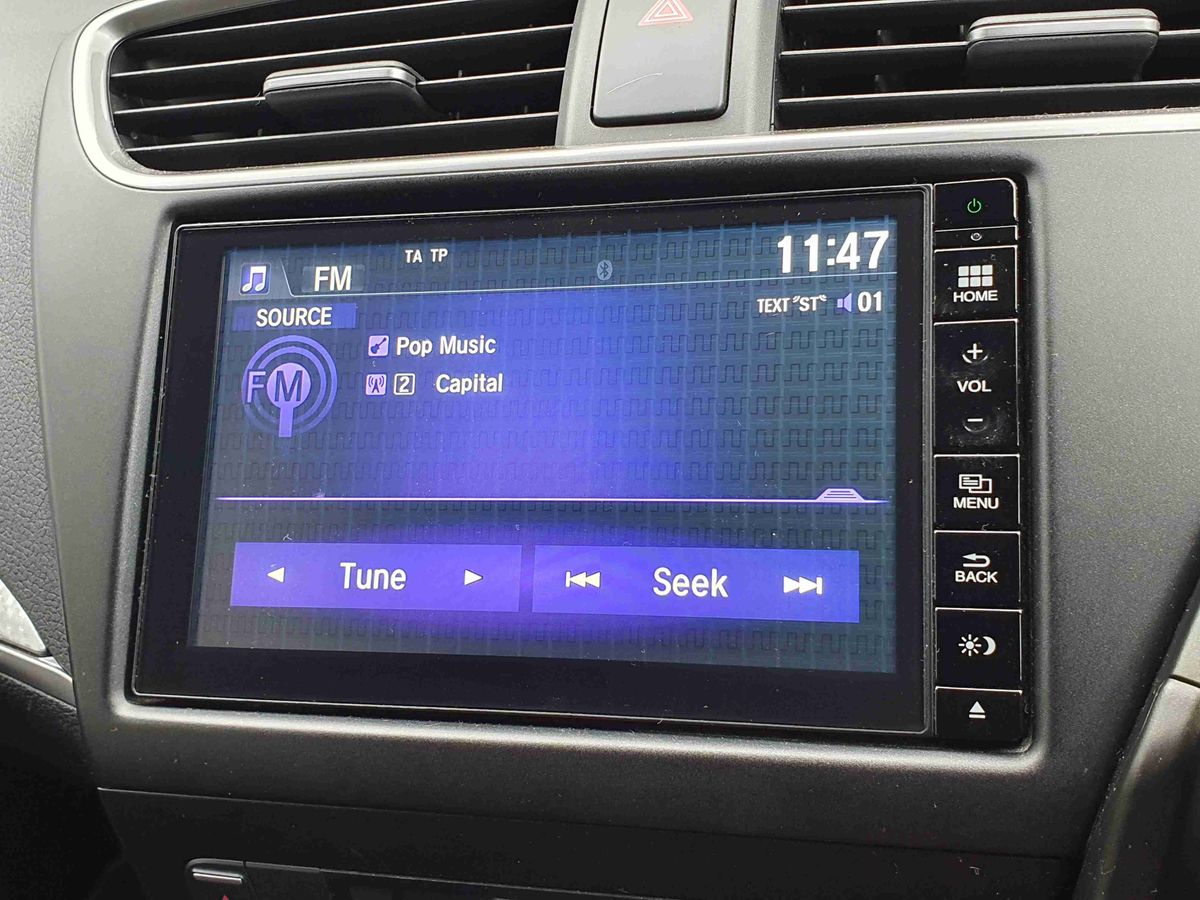 TA TP
FM
11:47
SOURCE
TEXT "ST" 01
Pop Music
FM
2 Capital
Tune
Seek
HOME
+
VOL
−
MENU
BACK